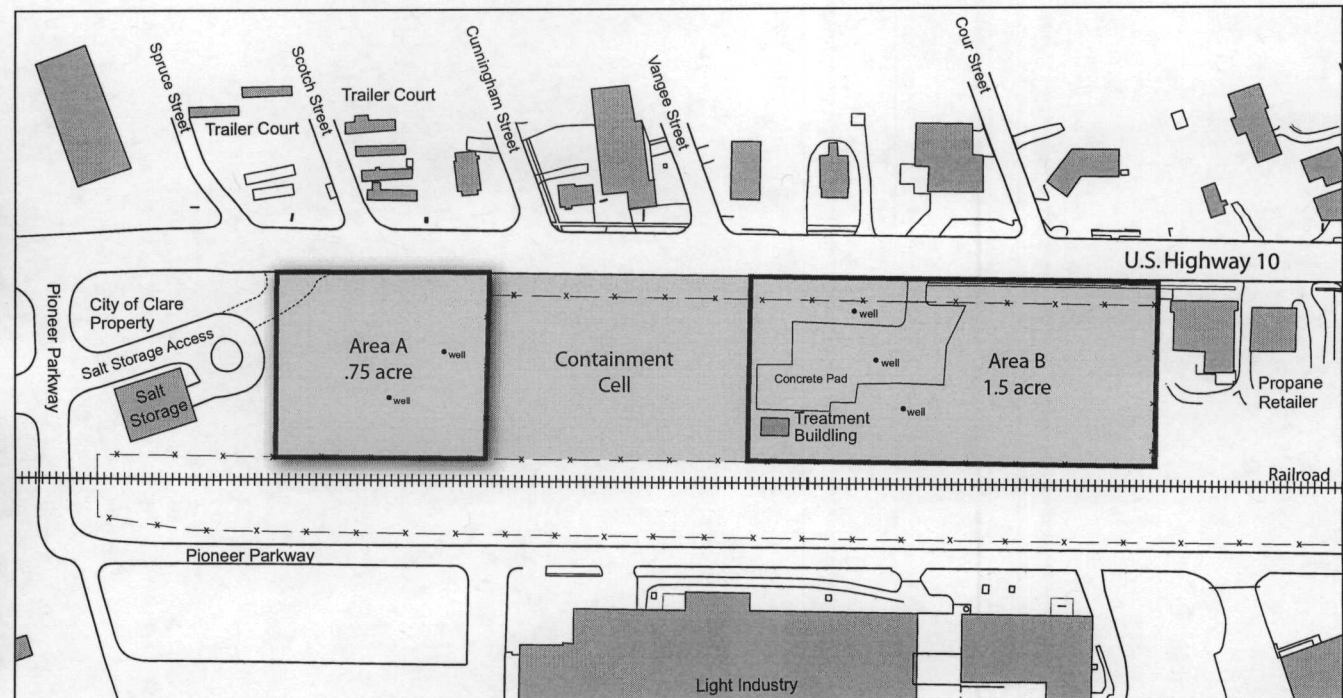 Spruce Street
Scotch Street
Cunningham Street
Vangee Street
Cour Street
Trailer Court
Trailer Court
U.S. Highway 10
Pioneer Parkway
City of Clare
Property
Salt Storage Access
Salt
Storage
Area A
.75 acre
well
well
Containment
Cell
well
well
well
Concrete Pad
Treatment
Buildling
Area B
1.5 acre
Propane
Retailer
Railroad
Pioneer Parkway
Light Industry